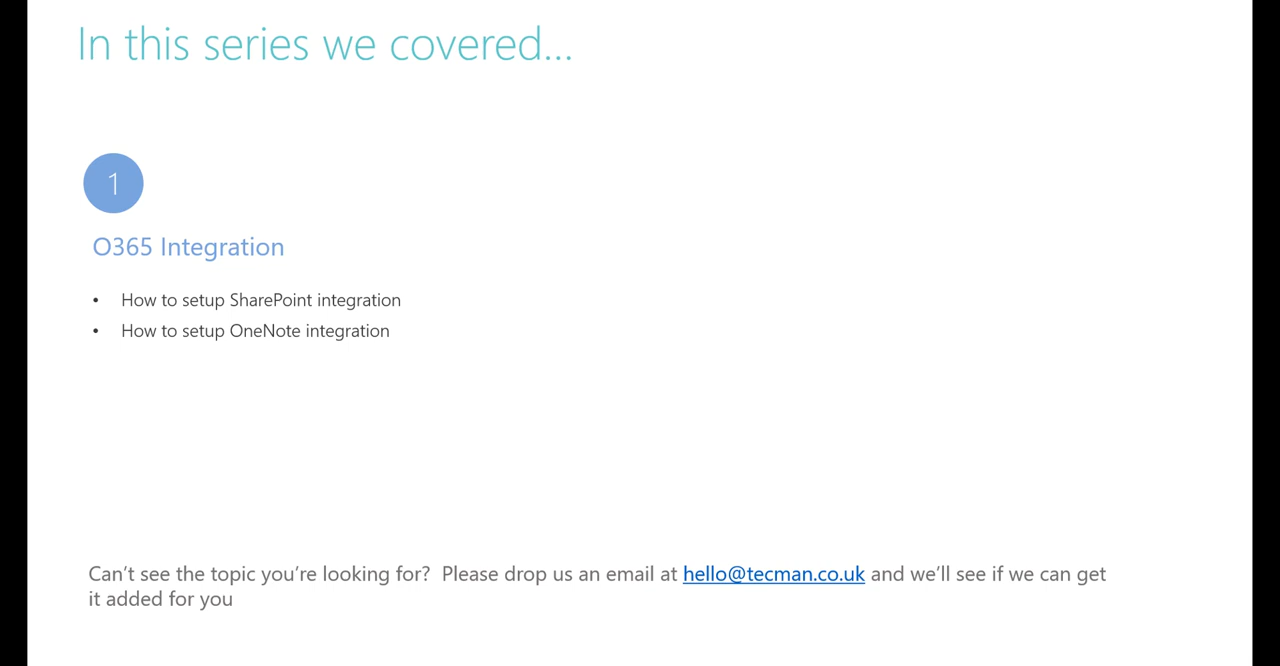 In this series we covered...
1
O365 Integration
• How to setup SharePoint integration
• How to setup OneNote integration
Can't see the topic you're looking for?  Please drop us an email at hello@tecman.co.uk and we'll see if we can get
it added for you